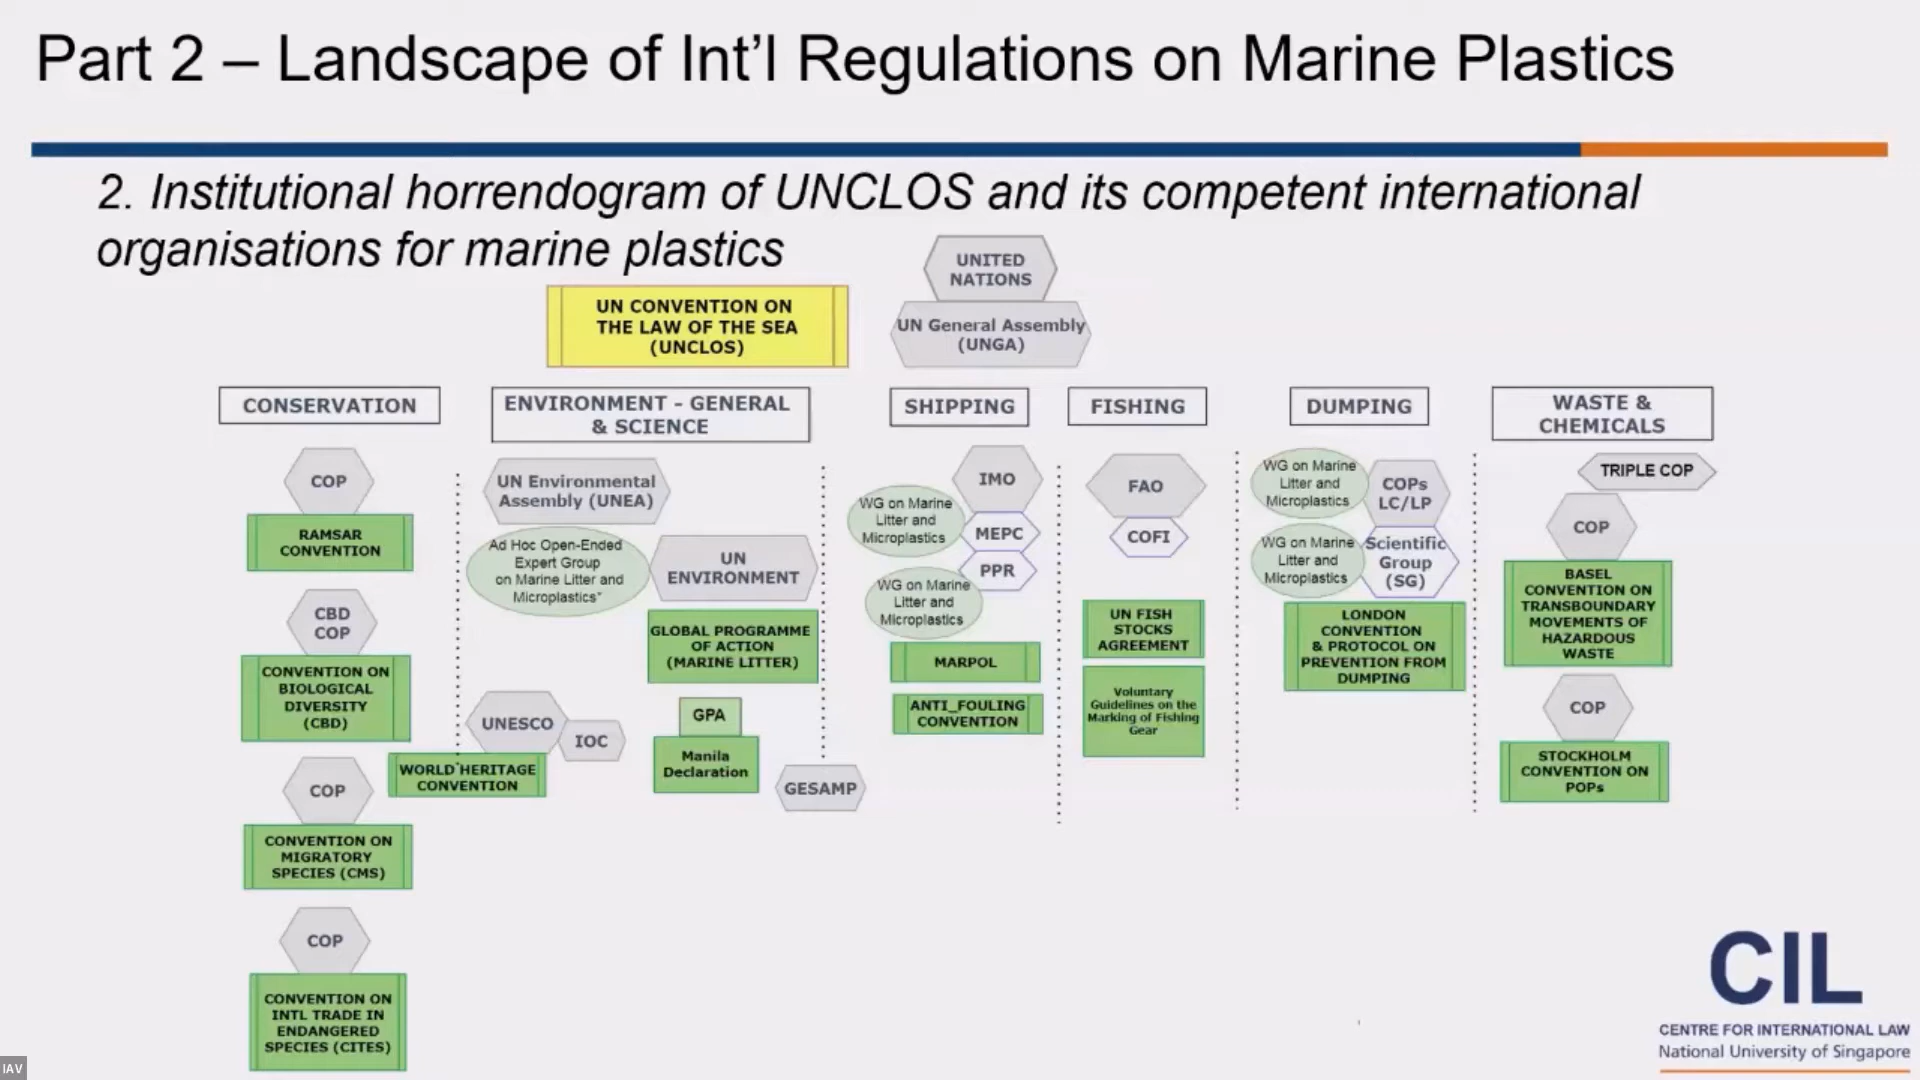 Part 2 – Landscape of Int'l Regulations on Marine Plastics
2. Institutional horrendogram of UNCLOS and its competent international
organisations for marine plastics
UNITED
NATIONS
UN General Assembly
(UNGA)
UN CONVENTION ON
THE LAW OF THE SEA
(UNCLOS)
CONSERVATION
COP
RAMSAR
CONVENTION
CBD
COP
CONVENTION ON
BIOLOGICAL
DIVERSITY
(CBD)
COP
CONVENTION ON
MIGRATORY
SPECIES (CMS)
COP
CONVENTION ON
INTL TRADE IN
ENDANGERED
SPECIES (CITES)
ENVIRONMENT - GENERAL
& SCIENCE
UN Environmental
Assembly (UNEA)
Ad Hoc Open-Ended
Expert Group
on Marine Litter and
Microplastics"
UN
ENVIRONMENT
GLOBAL PROGRAMME
OF ACTION
(MARINE LITTER)
UNESCO
IOC
WORLD HERITAGE
CONVENTION
GPA
Manila
Declaration
GESAMP
SHIPPING
IMO
WG on Marine
Litter and
Microplastics
MEPC
PPR
WG on Marine
Litter and
Microplastics
MARPOL
ANTI_FOULING
CONVENTION
FISHING
FAO
COFI
UN FISH
STOCKS
AGREEMENT
Voluntary
Guidelines on the
Marking of Fishing
Gear
DUMPING
WG on Marine
Litter and
Microplastics
COPs
LC/LP
WG on Marine
Litter and
Microplastics
Scientific
Group
(SG)
LONDON
CONVENTION
& PROTOCOL ON
PREVENTION FROM
DUMPING
WASTE &
CHEMICALS
TRIPLE COP
COP
BASEL
CONVENTION ON
TRANSBOUNDARY
MOVEMENTS OF
HAZARDOUS
WASTE
COP
STOCKHOLM
CONVENTION ON
POPs
CIL
CENTRE FOR INTERNATIONAL LAW
National University of Singapore
IAV